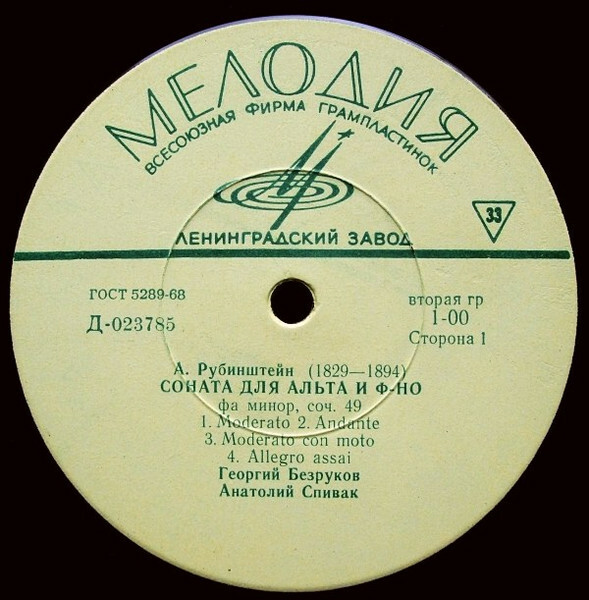 МЕЛОДИЯ
ВСЕСОЮЗНАЯ ФИРМА ГРАМПЛАСТИНОК
ЛЕНИНГРАДСКИЙ ЗАВОД
33
ГОСТ 5289-68
Д-023785
вторая гр
1-00
Сторона 1
А. Рубинштейн (1829—1894)
СОНАТА ДЛЯ АЛЬТА И Ф-НО
фа минор, соч. 49
1. Moderato 2. Andante
3. Moderato con moto
4. Allegro assai
Георгий Безруков
Анатолий Спивак